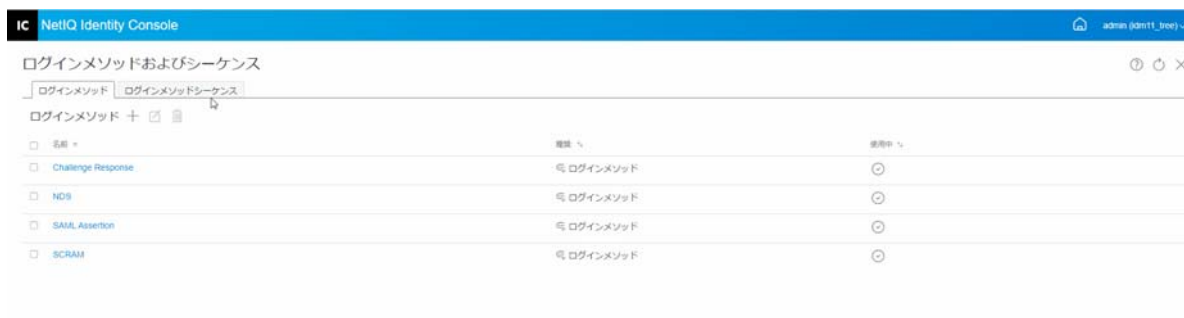 IC NetIQ Identity Console admin (idm11_tree)
ログインメソッドおよびシーケンス
ログインメソッド ログインメソッドシーケンス
ログインメソッド
名前 種類 使用中
Challenge Response ログインメソッド
NDS ログインメソッド
SAML Assertion ログインメソッド
SCRAM ログインメソッド